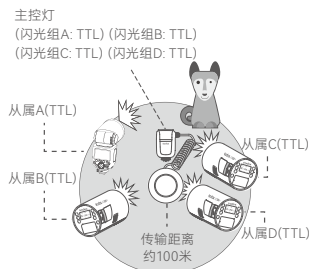 主控灯
(闪光组A: TTL) (闪光组B: TTL)
(闪光组C: TTL) (闪光组D: TTL)
从属A(TTL)
从属C(TTL)
从属B(TTL)
从属D(TTL)
传输距离
约100米